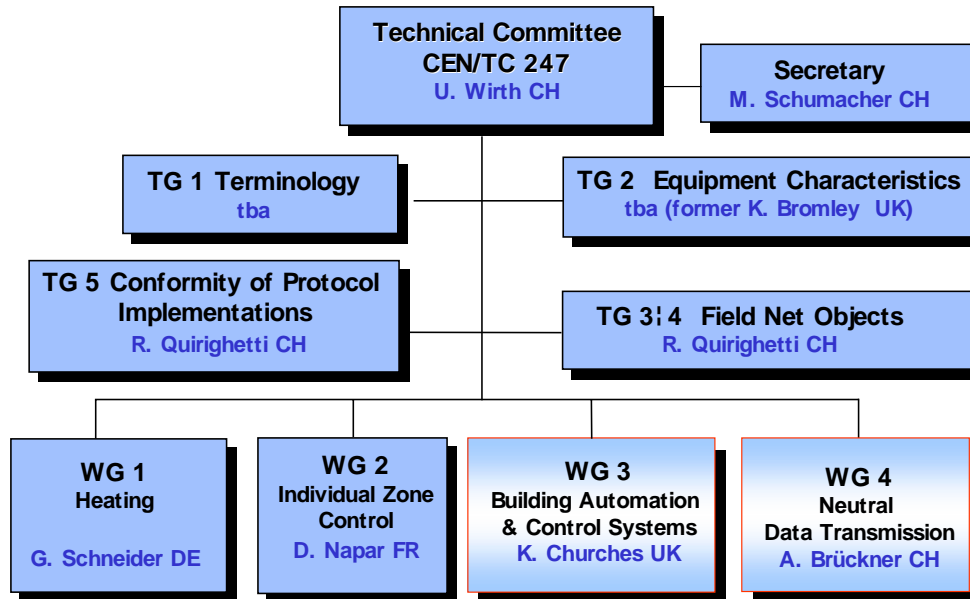 Technical Committee
CEN/TC 247
U. Wirth CH
Secretary
M. Schumacher CH
TG 1 Terminology
tba
TG 2 Equipment Characteristics
tba (former K. Bromley UK)
TG 5 Conformity of Protocol
Implementations
R. Quirighetti CH
TG 3¦4 Field Net Objects
R. Quirighetti CH
WG 1
Heating
G. Schneider DE
WG 2
Individual Zone
Control
D. Napar FR
WG 3
Building Automation
& Control Systems
K. Churches UK
WG 4
Neutral
Data Transmission
A. Brückner CH